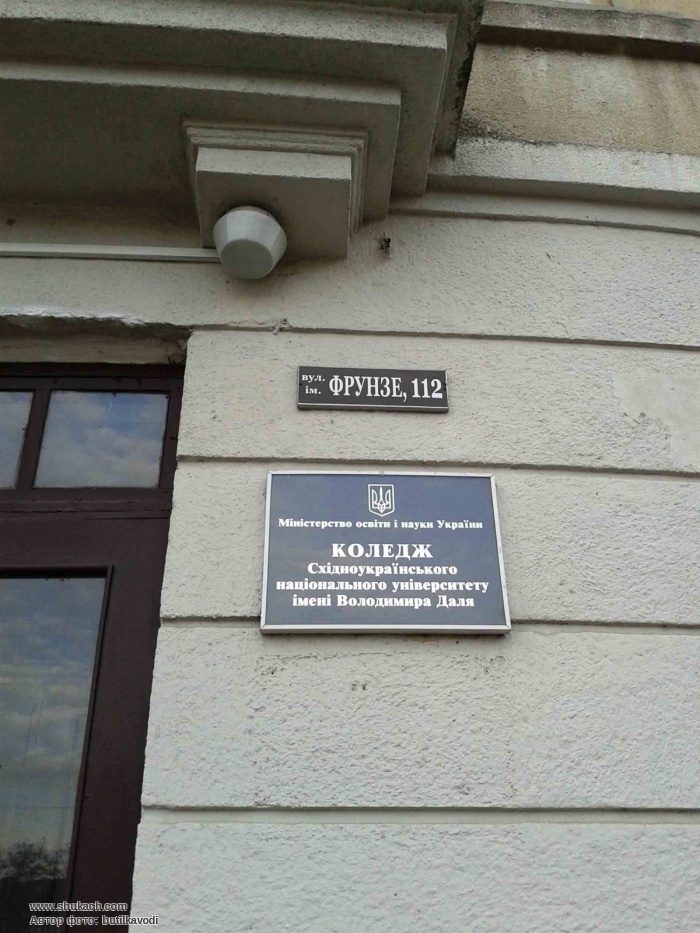 вул.
ім. ФРУНЗЕ, 112
Міністерство освіти і науки України
КОЛЕДЖ
Східноукраїнського
національного університету
імені Володимира Даля
www.shukach.com
Автор фото: butilkavodi